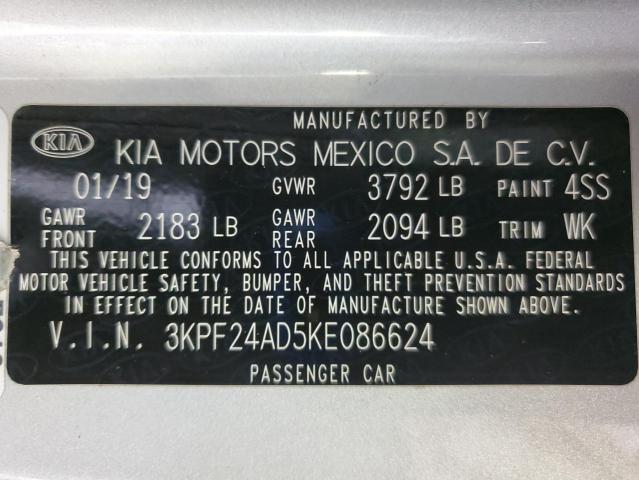 MANUFACTURED BY
KIA KIA MOTORS MEXICO S.A. DE C.V.
01/19 GVWR 3792 LB PAINT 4SS
GAWR FRONT 2183 LB GAWR REAR 2094 LB TRIM WK
THIS VEHICLE CONFORMS TO ALL APPLICABLE U.S.A. FEDERAL
MOTOR VEHICLE SAFETY, BUMPER, AND THEFT PREVENTION STANDARDS
IN EFFECT ON THE DATE OF MANUFACTURE SHOWN ABOVE.
V.I.N. 3KPF24AD5KE086624
PASSENGER CAR